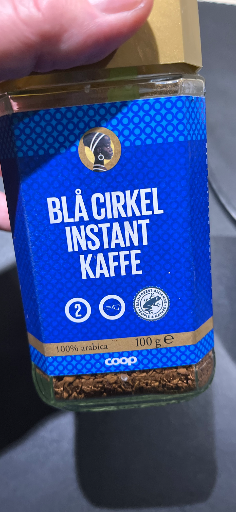 BLÅ CIRKEL
INSTANT
KAFFE
2
100% arabica 100 g ℮
coop